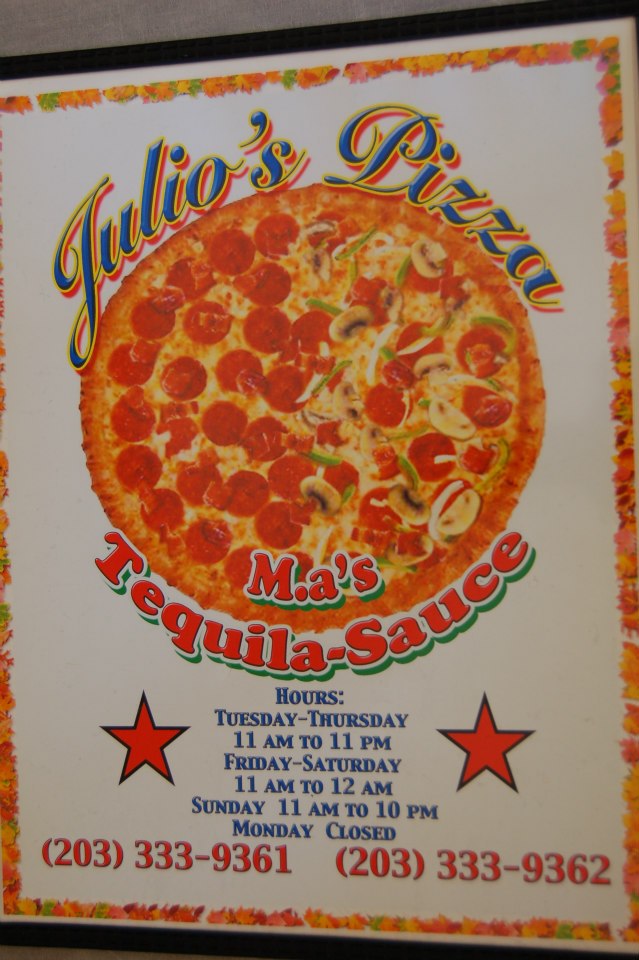 Julio's Pizza
M.a's
Tequila-Sauce
Hours:
Tuesday-Thursday
11 am to 11 pm
Friday-Saturday
11 am to 12 am
Sunday 11 am to 10 pm
Monday Closed
(203) 333-9361 (203) 333-9362